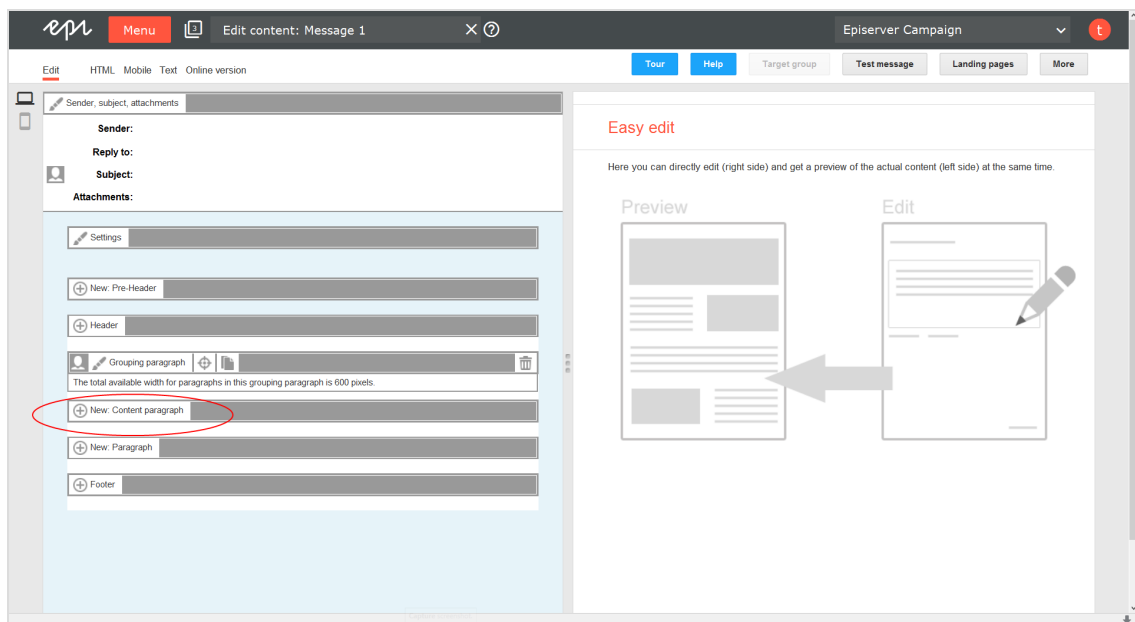 epi Menu 3 Edit content: Message 1 Episerver Campaign t
Edit HTML Mobile Text Online version Tour Help Target group Test message Landing pages More
Sender, subject, attachments
Sender:
Reply to:
Subject:
Attachments:
Settings
New: Pre-Header
Header
Grouping paragraph
The total available width for paragraphs in this grouping paragraph is 600 pixels.
New: Content paragraph
New: Paragraph
Footer
Easy edit
Here you can directly edit (right side) and get a preview of the actual content (left side) at the same time.
Preview Edit